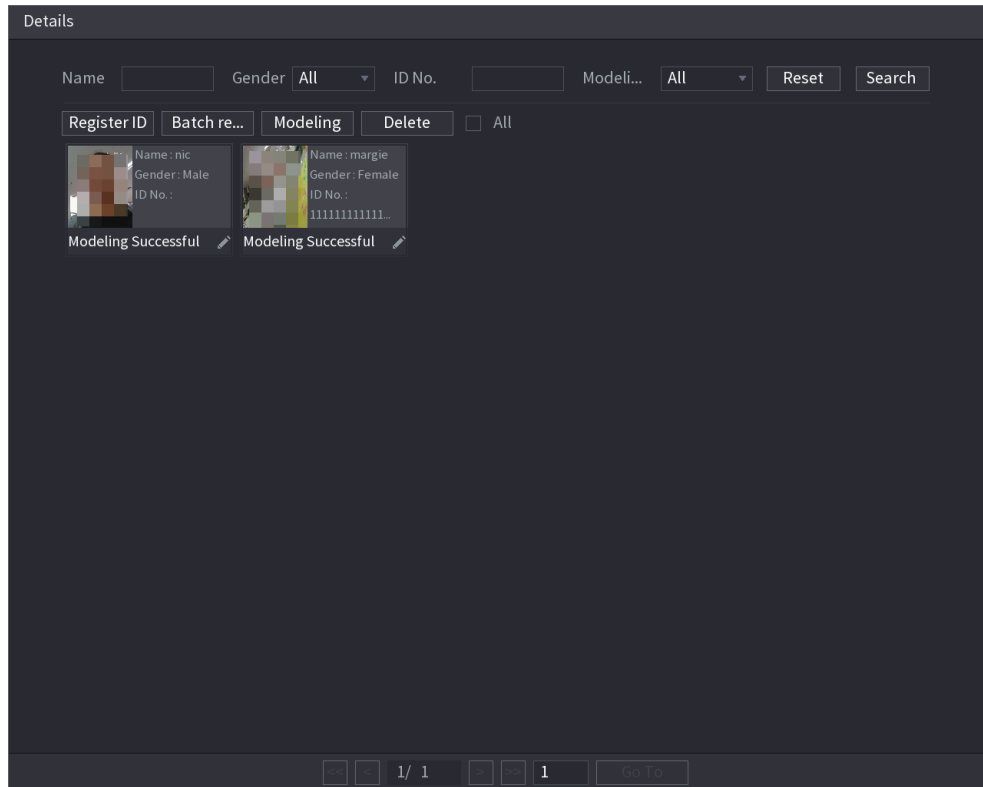 Details
Name Gender All ID No. Modeli... All Reset Search
Register ID Batch re... Modeling Delete All
Name : nic
Gender : Male
ID No. :
Modeling Successful
Name : margie
Gender : Female
ID No. :
111111111111...
Modeling Successful
<< < 1/ 1 > >> 1 Go To